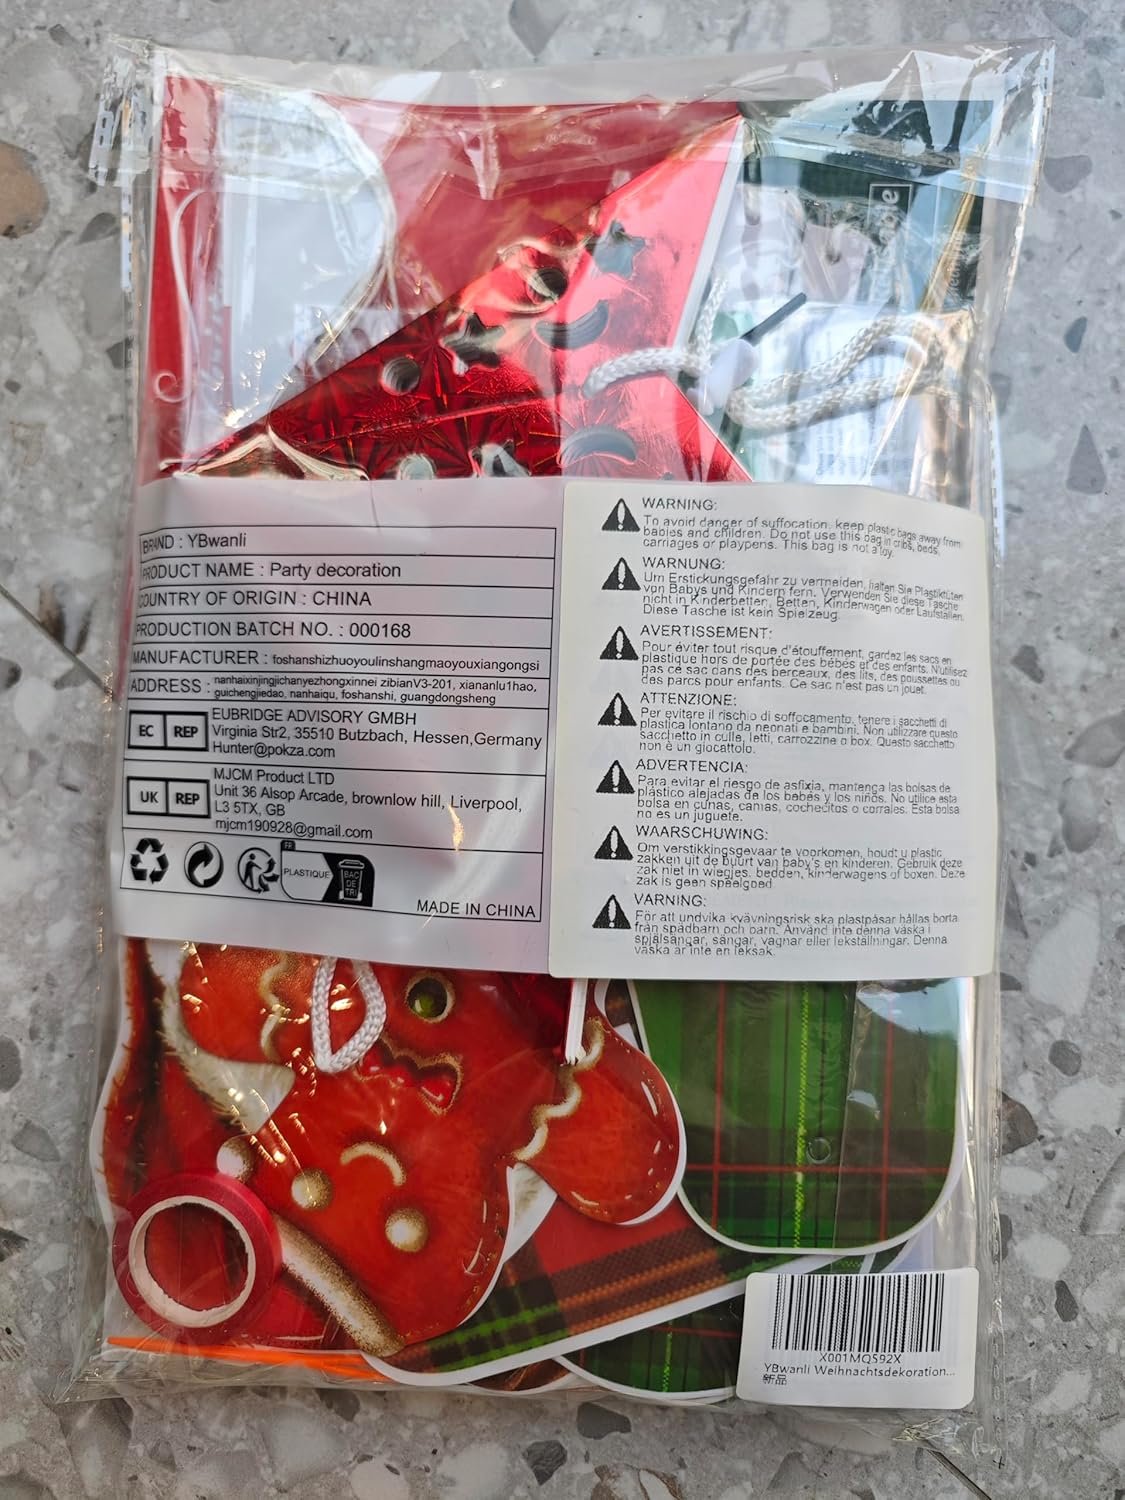 BRAND : YBwanli
PRODUCT NAME : Party decoration
COUNTRY OF ORIGIN : CHINA
PRODUCTION BATCH NO. : 000168
MANUFACTURER : foshanshizhuoyoulinshangmaoyouxiangongsi
ADDRESS : nanhaixinjingjichanyezhongxinnei zibianV3-201, xiananlu1hao,
guichengjiedao, nanhaiqu, foshanshi, guangdongsheng
EC REP
EUBRIDGE ADVISORY GMBH
Virginia Str2, 35510 Butzbach, Hessen,Germany
Hunter@pokza.com
UK REP
MJCM Product LTD
Unit 36 Alsop Arcade, brownlow hill, Liverpool,
L3 5TX, GB
mjcm190928@gmail.com
FR
PLASTIQUE
BAC
DE
TRI
MADE IN CHINA
WARNING:
To avoid danger of suffocation, keep plastic bags away from
babies and children. Do not use this bag in cribs, beds,
carriages or playpens. This bag is not a toy.
WARNUNG:
Um Erstickungsgefahr zu vermeiden, halten Sie Plastiktüten
von Babys und Kindern fern. Verwenden Sie diese Tasche
nicht in Kinderbetten, Betten, Kinderwagen oder Laufställen.
Diese Tasche ist kein Spielzeug.
AVERTISSEMENT:
Pour éviter tout risque d'étouffement, gardez les sacs en
plastique hors de portée des bébés et des enfants. N'utilisez
pas ce sac dans des berceaux, des lits, des poussettes ou
des parcs pour enfants. Ce sac n'est pas un jouet.
ATTENZIONE:
Per evitare il rischio di soffocamento, tenere i sacchetti di
plastica lontano da neonati e bambini. Non utilizzare questo
sacchetto in culle, letti, carrozzine o box. Questo sacchetto
non è un giocattolo.
ADVERTENCIA:
Para evitar el riesgo de asfixia, mantenga las bolsas de
plástico alejadas de los bebés y los niños. No utilice esta
bolsa en cunas, camas, cochecitos o corrales. Esta bolsa
no es un juguete.
WAARSCHUWING:
Om verstikkingsgevaar te voorkomen, houdt u plastic
zakken uit de buurt van baby's en kinderen. Gebruik deze
zak niet in wiegjes, bedden, kinderwagens of boxen. Deze
zak is geen speelgoed.
VARNING:
För att undvika kvävningsrisk ska plastpåsar hållas borta
från spädbarn och barn. Använd inte denna väska i
spjälsängar, sängar, vagnar eller lekställningar. Denna
väska är inte en leksak.
X001MQ592X
YBwanli Weihnachtsdekoration...
新品